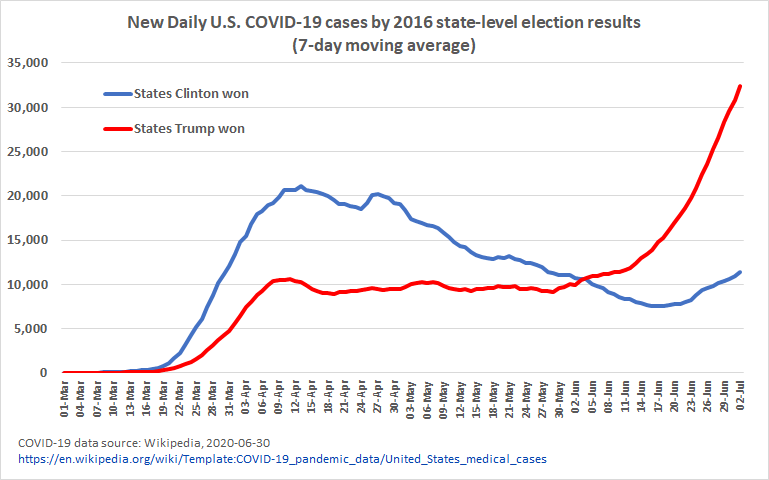 New Daily U.S. COVID-19 cases by 2016 state-level election results
(7-day moving average)
35,000
30,000
25,000
20,000
15,000
10,000
5,000
0
States Clinton won
States Trump won
01-Mar
04-Mar
07-Mar
10-Mar
13-Mar
16-Mar
19-Mar
22-Mar
25-Mar
28-Mar
31-Mar
03-Apr
06-Apr
09-Apr
12-Apr
15-Apr
18-Apr
21-Apr
24-Apr
27-Apr
30-Apr
03-May
06-May
09-May
12-May
15-May
18-May
21-May
24-May
27-May
30-May
02-Jun
05-Jun
08-Jun
11-Jun
14-Jun
17-Jun
20-Jun
23-Jun
26-Jun
29-Jun
02-Jul
COVID-19 data source: Wikipedia, 2020-06-30
https://en.wikipedia.org/wiki/Template:COVID-19_pandemic_data/United_States_medical_cases